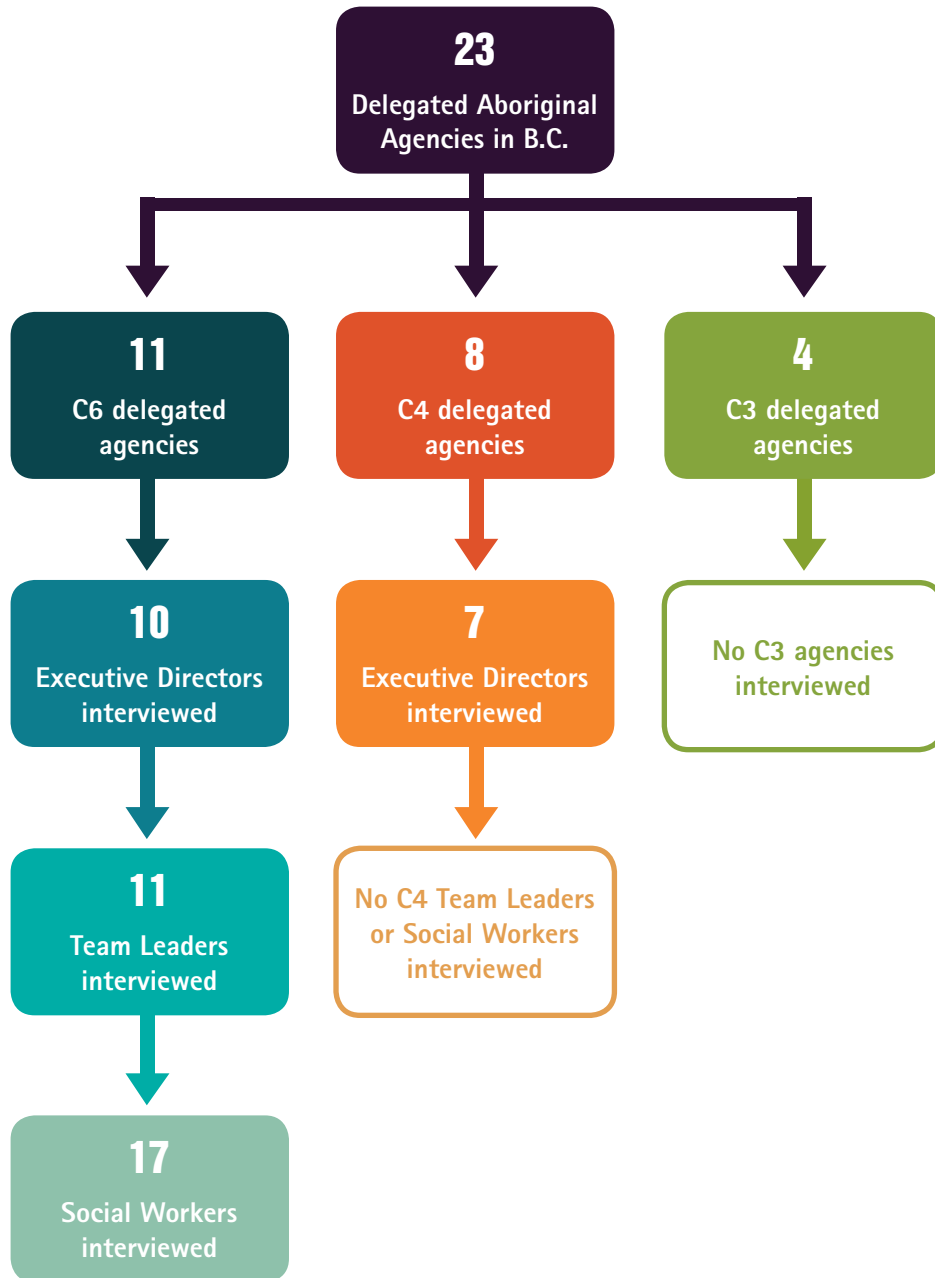 23
Delegated Aboriginal
Agencies in B.C.
11
C6 delegated
agencies
8
C4 delegated
agencies
4
C3 delegated
agencies
10
Executive Directors
interviewed
7
Executive Directors
interviewed
No C3 agencies
interviewed
11
Team Leaders
interviewed
No C4 Team Leaders
or Social Workers
interviewed
17
Social Workers
interviewed